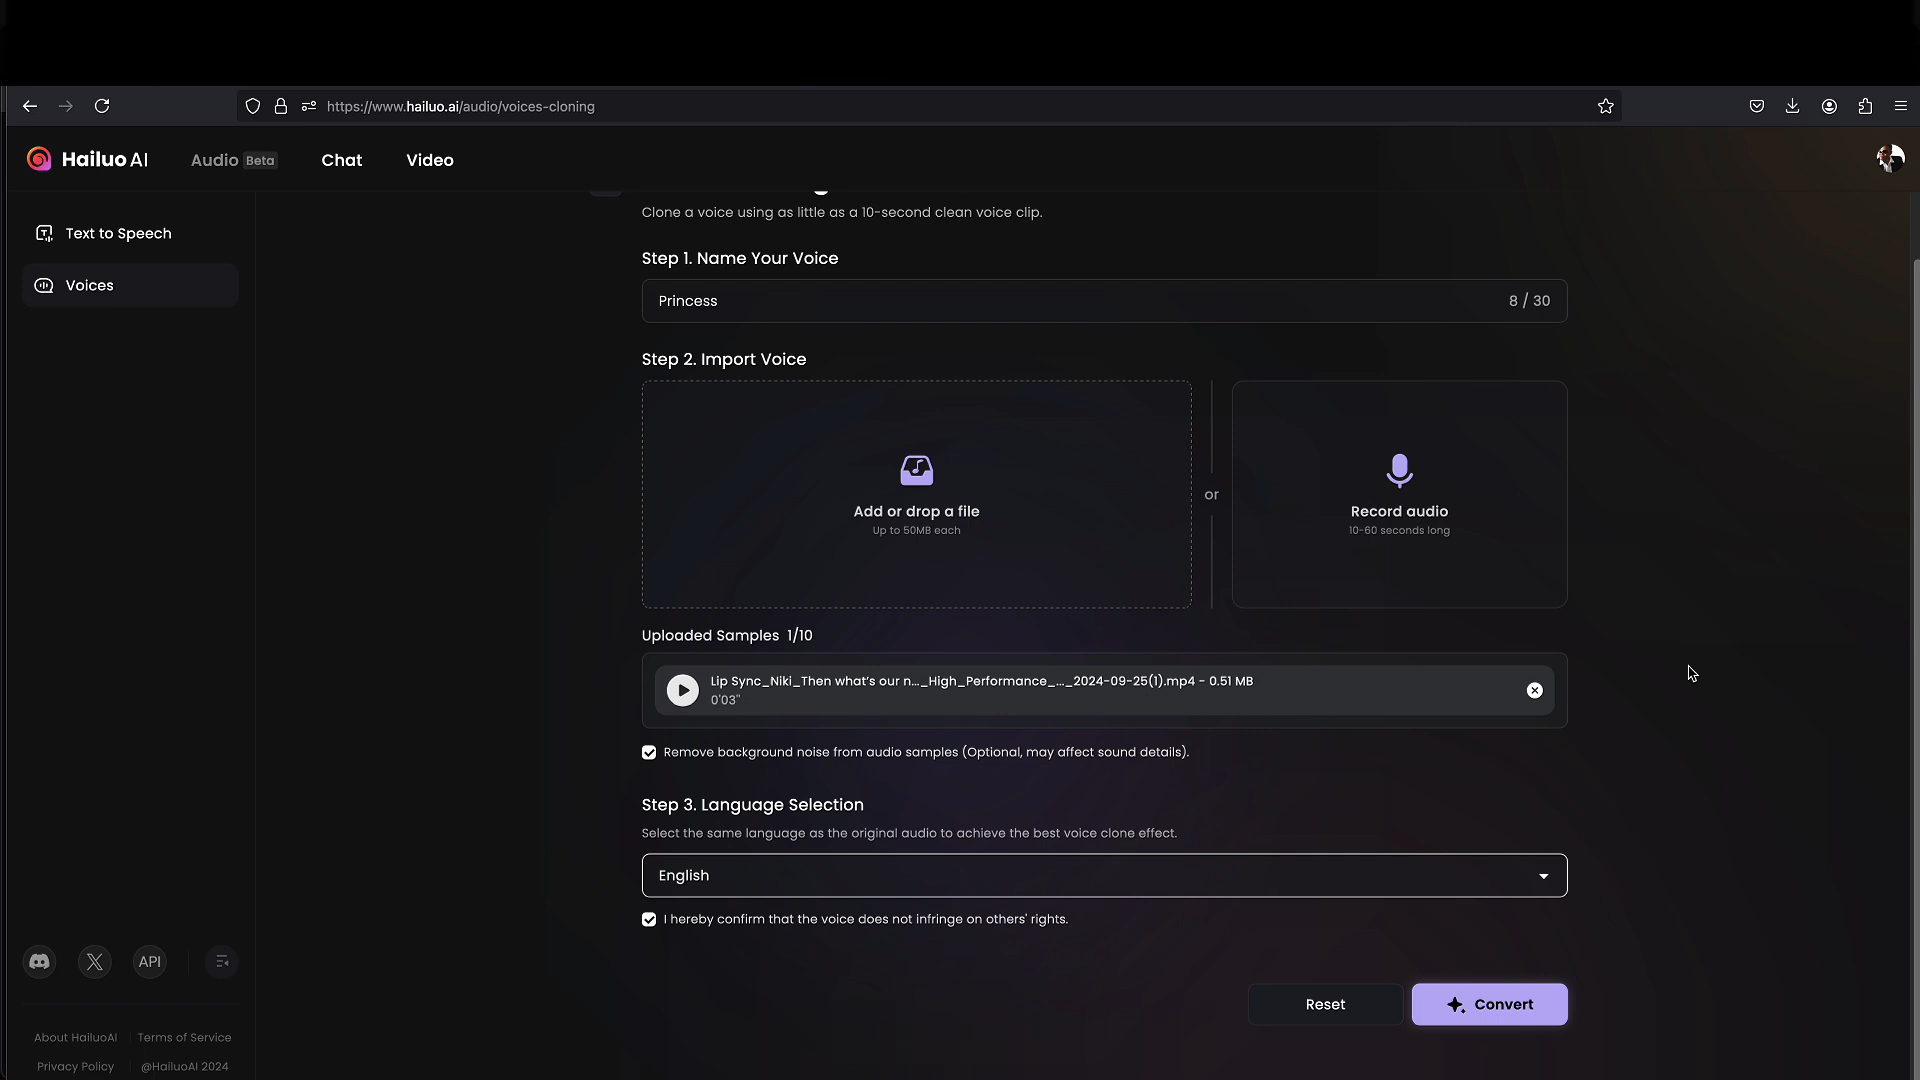 https://www.hailuo.ai/audio/voices-cloning
Hailuo AI
Audio Beta
Chat
Video
Text to Speech
Voices
Clone a voice using as little as a 10-second clean voice clip.
Step 1. Name Your Voice
Princess
8 / 30
Step 2. Import Voice
Add or drop a file
Up to 50MB each
or
Record audio
10-60 seconds long
Uploaded Samples 1/10
Lip Sync_Niki_Then what's our n..._High_Performance_..._2024-09-25(1).mp4 - 0.51 MB
0'03"
Remove background noise from audio samples (Optional, may affect sound details).
Step 3. Language Selection
Select the same language as the original audio to achieve the best voice clone effect.
English
I hereby confirm that the voice does not infringe on others' rights.
Reset
Convert
API
About HailuoAI
Terms of Service
Privacy Policy
@HailuoAI 2024